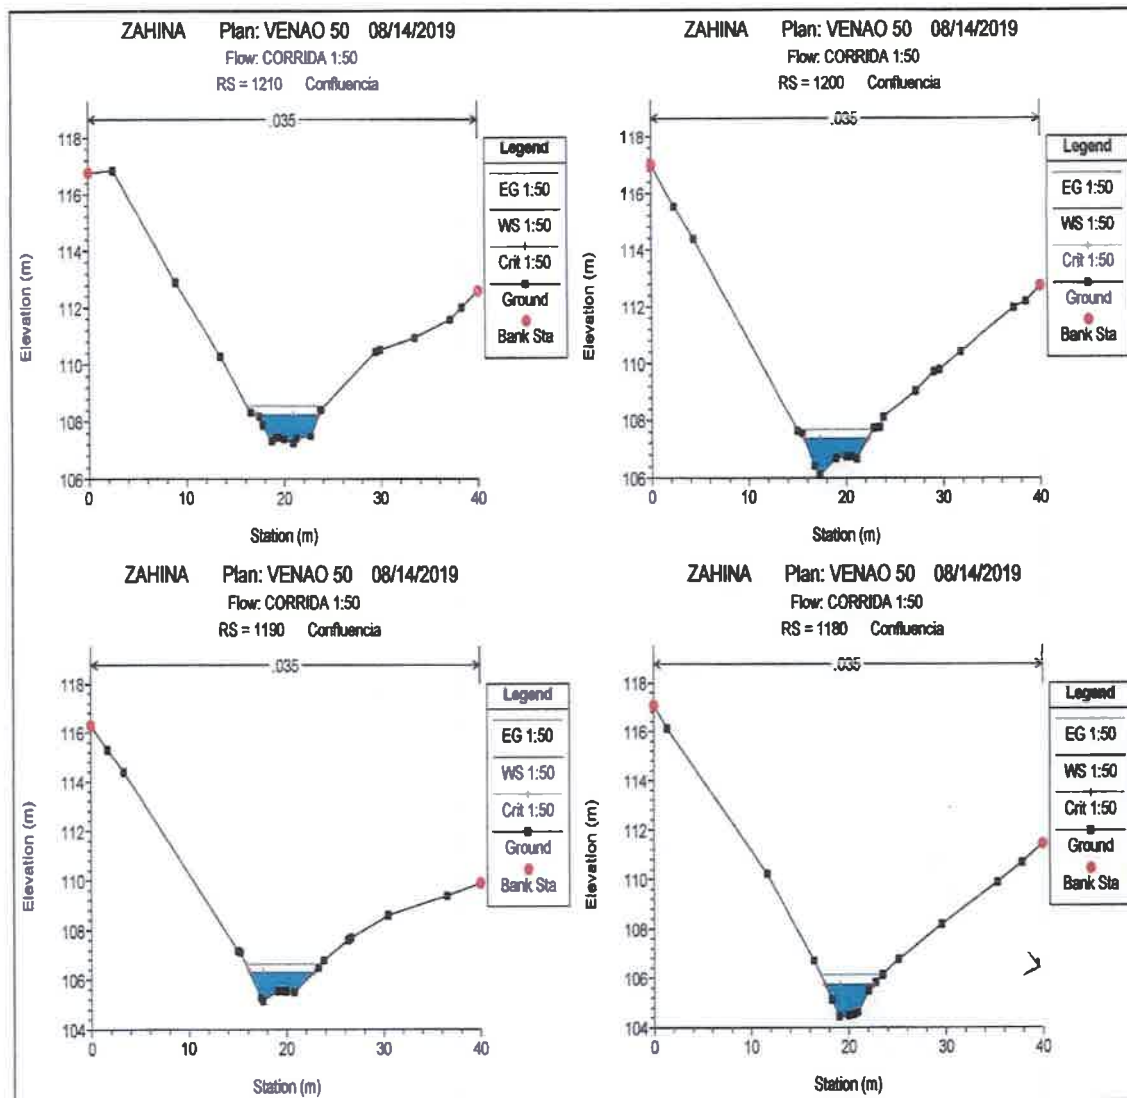 ZAHINA Plan: VENAO 50 08/14/2019
Flow: CORRIDA 1:50
RS = 1210 Confluencia
.035
118
116
114
112
110
108
106
0 10 20 30 40
Elevation (m)
Station (m)
Legend
EG 1:50
WS 1:50
Crit 1:50
Ground
Bank Sta
ZAHINA Plan: VENAO 50 08/14/2019
Flow: CORRIDA 1:50
RS = 1200 Confluencia
.035
118
116
114
112
110
108
106
0 10 20 30 40
Elevation (m)
Station (m)
Legend
EG 1:50
WS 1:50
Crit 1:50
Ground
Bank Sta
ZAHINA Plan: VENAO 50 08/14/2019
Flow: CORRIDA 1:50
RS = 1190 Confluencia
.035
118
116
114
112
110
108
106
104
0 10 20 30 40
Elevation (m)
Station (m)
Legend
EG 1:50
WS 1:50
Crit 1:50
Ground
Bank Sta
ZAHINA Plan: VENAO 50 08/14/2019
Flow: CORRIDA 1:50
RS = 1180 Confluencia
.035
118
116
114
112
110
108
106
104
0 10 20 30 40
Elevation (m)
Station (m)
Legend
EG 1:50
WS 1:50
Crit 1:50
Ground
Bank Sta